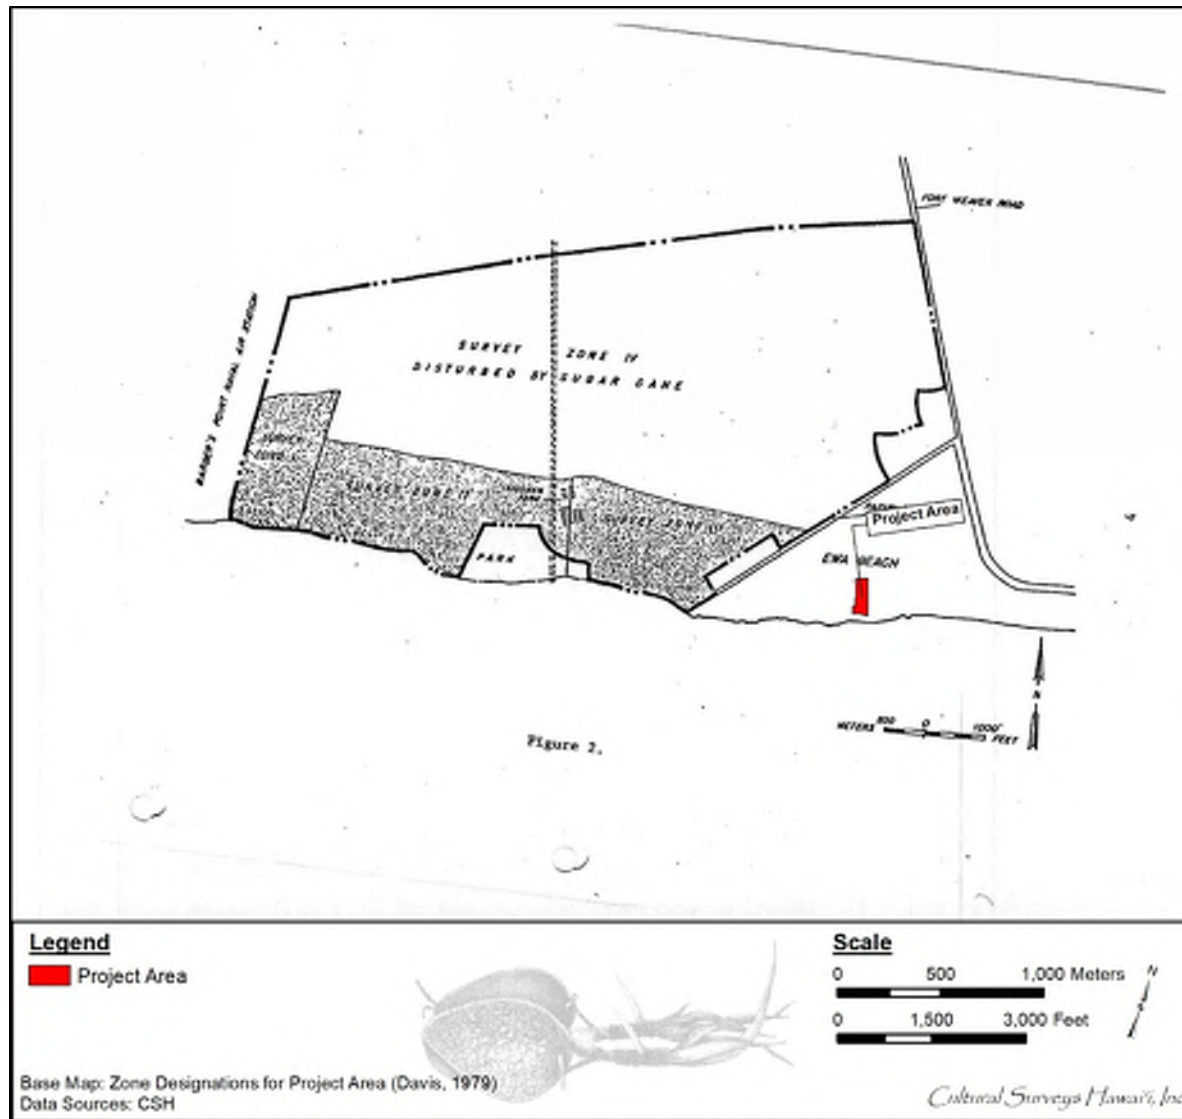 FORT WEAVER ROAD
BARBER'S POINT NAVAL AIR STATION
SURVEY ZONE IV
DISTURBED BY SUGAR CANE
SURVEY
SURVEY ZONE II
SURVEY ZONE III
PARK
Project Area
EWA BEACH
N
METERS
0
1000'
FEET
Figure 2.
Legend
Project Area
Scale
0 500 1,000 Meters
0 1,500 3,000 Feet
N
Base Map: Zone Designations for Project Area (Davis, 1979)
Data Sources: CSH
Cultural Surveys Hawai'i, Inc